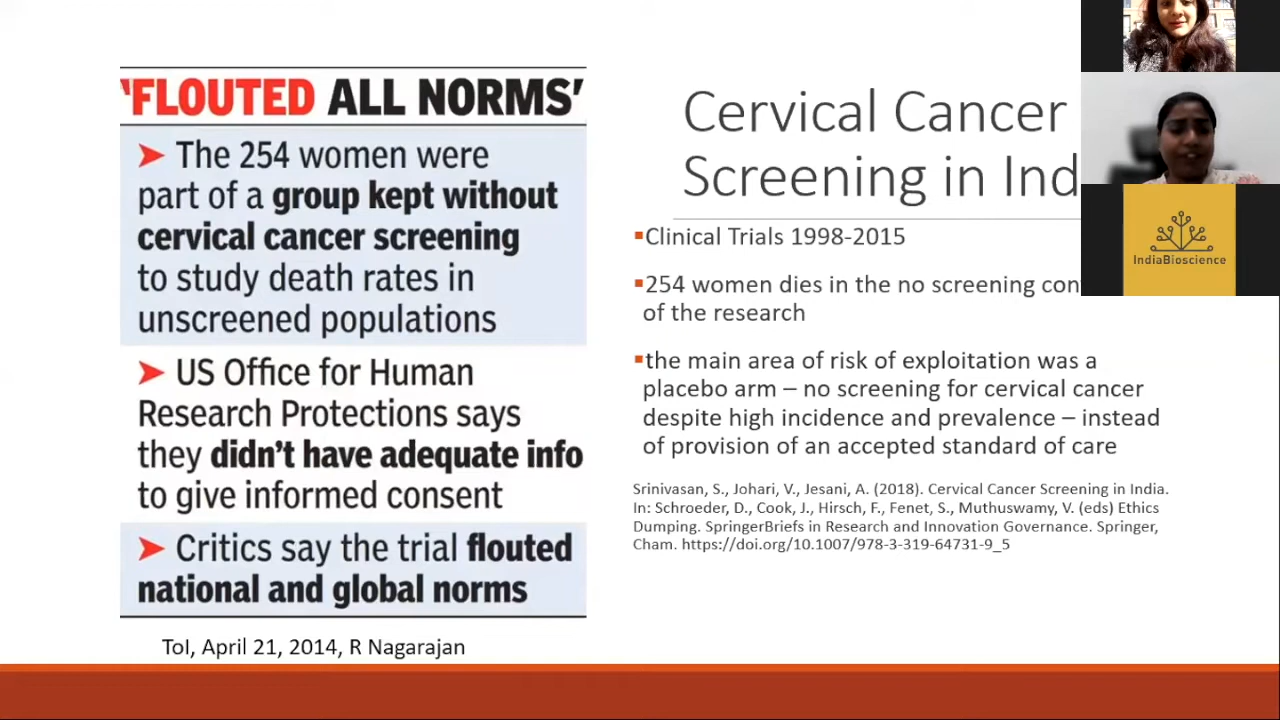 'FLOUTED ALL NORMS'
➤ The 254 women were
part of a group kept without
cervical cancer screening
to study death rates in
unscreened populations
➤ US Office for Human
Research Protections says
they didn't have adequate info
to give informed consent
➤ Critics say the trial flouted
national and global norms
ToI, April 21, 2014, R Nagarajan
Cervical Cancer
Screening in Ind
▪Clinical Trials 1998-2015
▪254 women dies in the no screening con
of the research
▪the main area of risk of exploitation was a
placebo arm – no screening for cervical cancer
despite high incidence and prevalence – instead
of provision of an accepted standard of care
Srinivasan, S., Johari, V., Jesani, A. (2018). Cervical Cancer Screening in India.
In: Schroeder, D., Cook, J., Hirsch, F., Fenet, S., Muthuswamy, V. (eds) Ethics
Dumping. SpringerBriefs in Research and Innovation Governance. Springer,
Cham. https://doi.org/10.1007/978-3-319-64731-9_5
IndiaBioscience